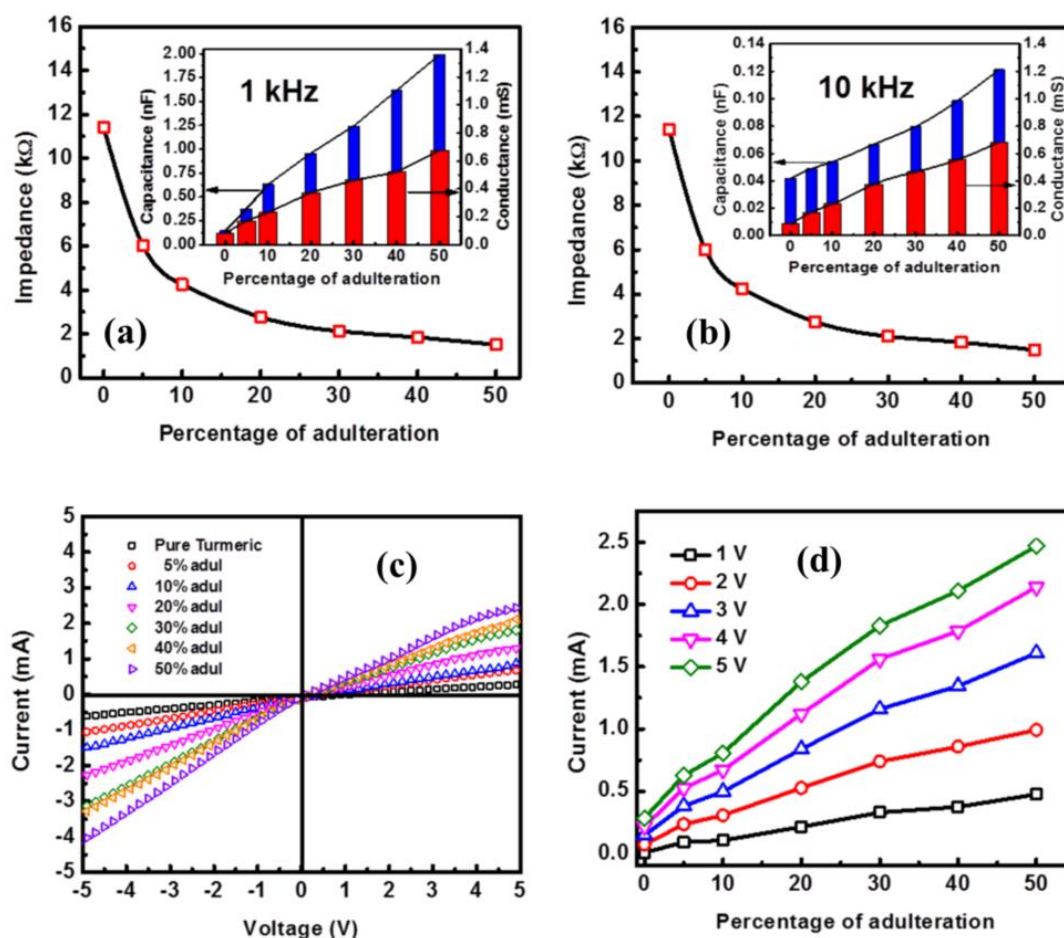 16
14
12
10
8
6
4
2
0
Impedance (kΩ)
0 10 20 30 40 50
Percentage of adulteration
(a)
2.00
1.75
1.50
1.25
1.00
0.75
0.50
0.25
0.00
Capacitance (nF)
1 kHz
1.4
1.2
1.0
0.8
0.6
0.4
0.2
0.0
Conductance (mS)
0 10 20 30 40 50
Percentage of adulteration
16
14
12
10
8
6
4
2
0
Impedance (kΩ)
0 10 20 30 40 50
Percentage of adulteration
(b)
0.14
0.12
0.10
0.08
0.06
0.04
0.02
0.00
Capacitance (nF)
10 kHz
1.4
1.2
1.0
0.8
0.6
0.4
0.2
0.0
Conductance (mS)
0 10 20 30 40 50
Percentage of adulteration
5
4
3
2
1
0
-1
-2
-3
-4
-5
Current (mA)
Pure Turmeric
5% adul
10% adul
20% adul
30% adul
40% adul
50% adul
(c)
-5 -4 -3 -2 -1 0 1 2 3 4 5
Voltage (V)
2.5
2.0
1.5
1.0
0.5
0.0
Current (mA)
1 V
2 V
3 V
4 V
5 V
(d)
0 10 20 30 40 50
Percentage of adulteration